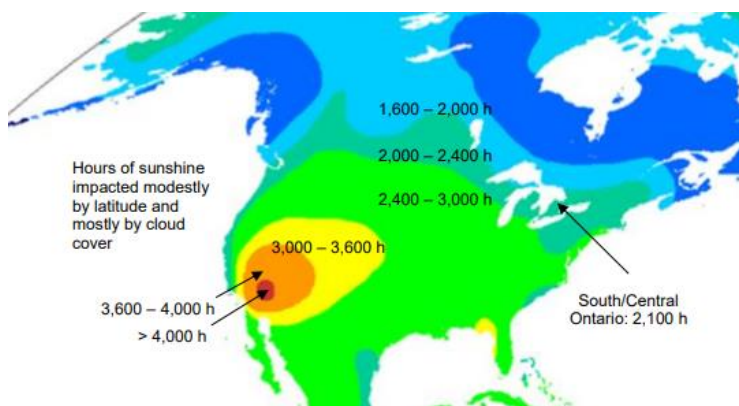 1,600 – 2,000 h
2,000 – 2,400 h
2,400 – 3,000 h
Hours of sunshine
impacted modestly
by latitude and
mostly by cloud
cover
3,000 – 3,600 h
3,600 – 4,000 h
> 4,000 h
South/Central
Ontario: 2,100 h